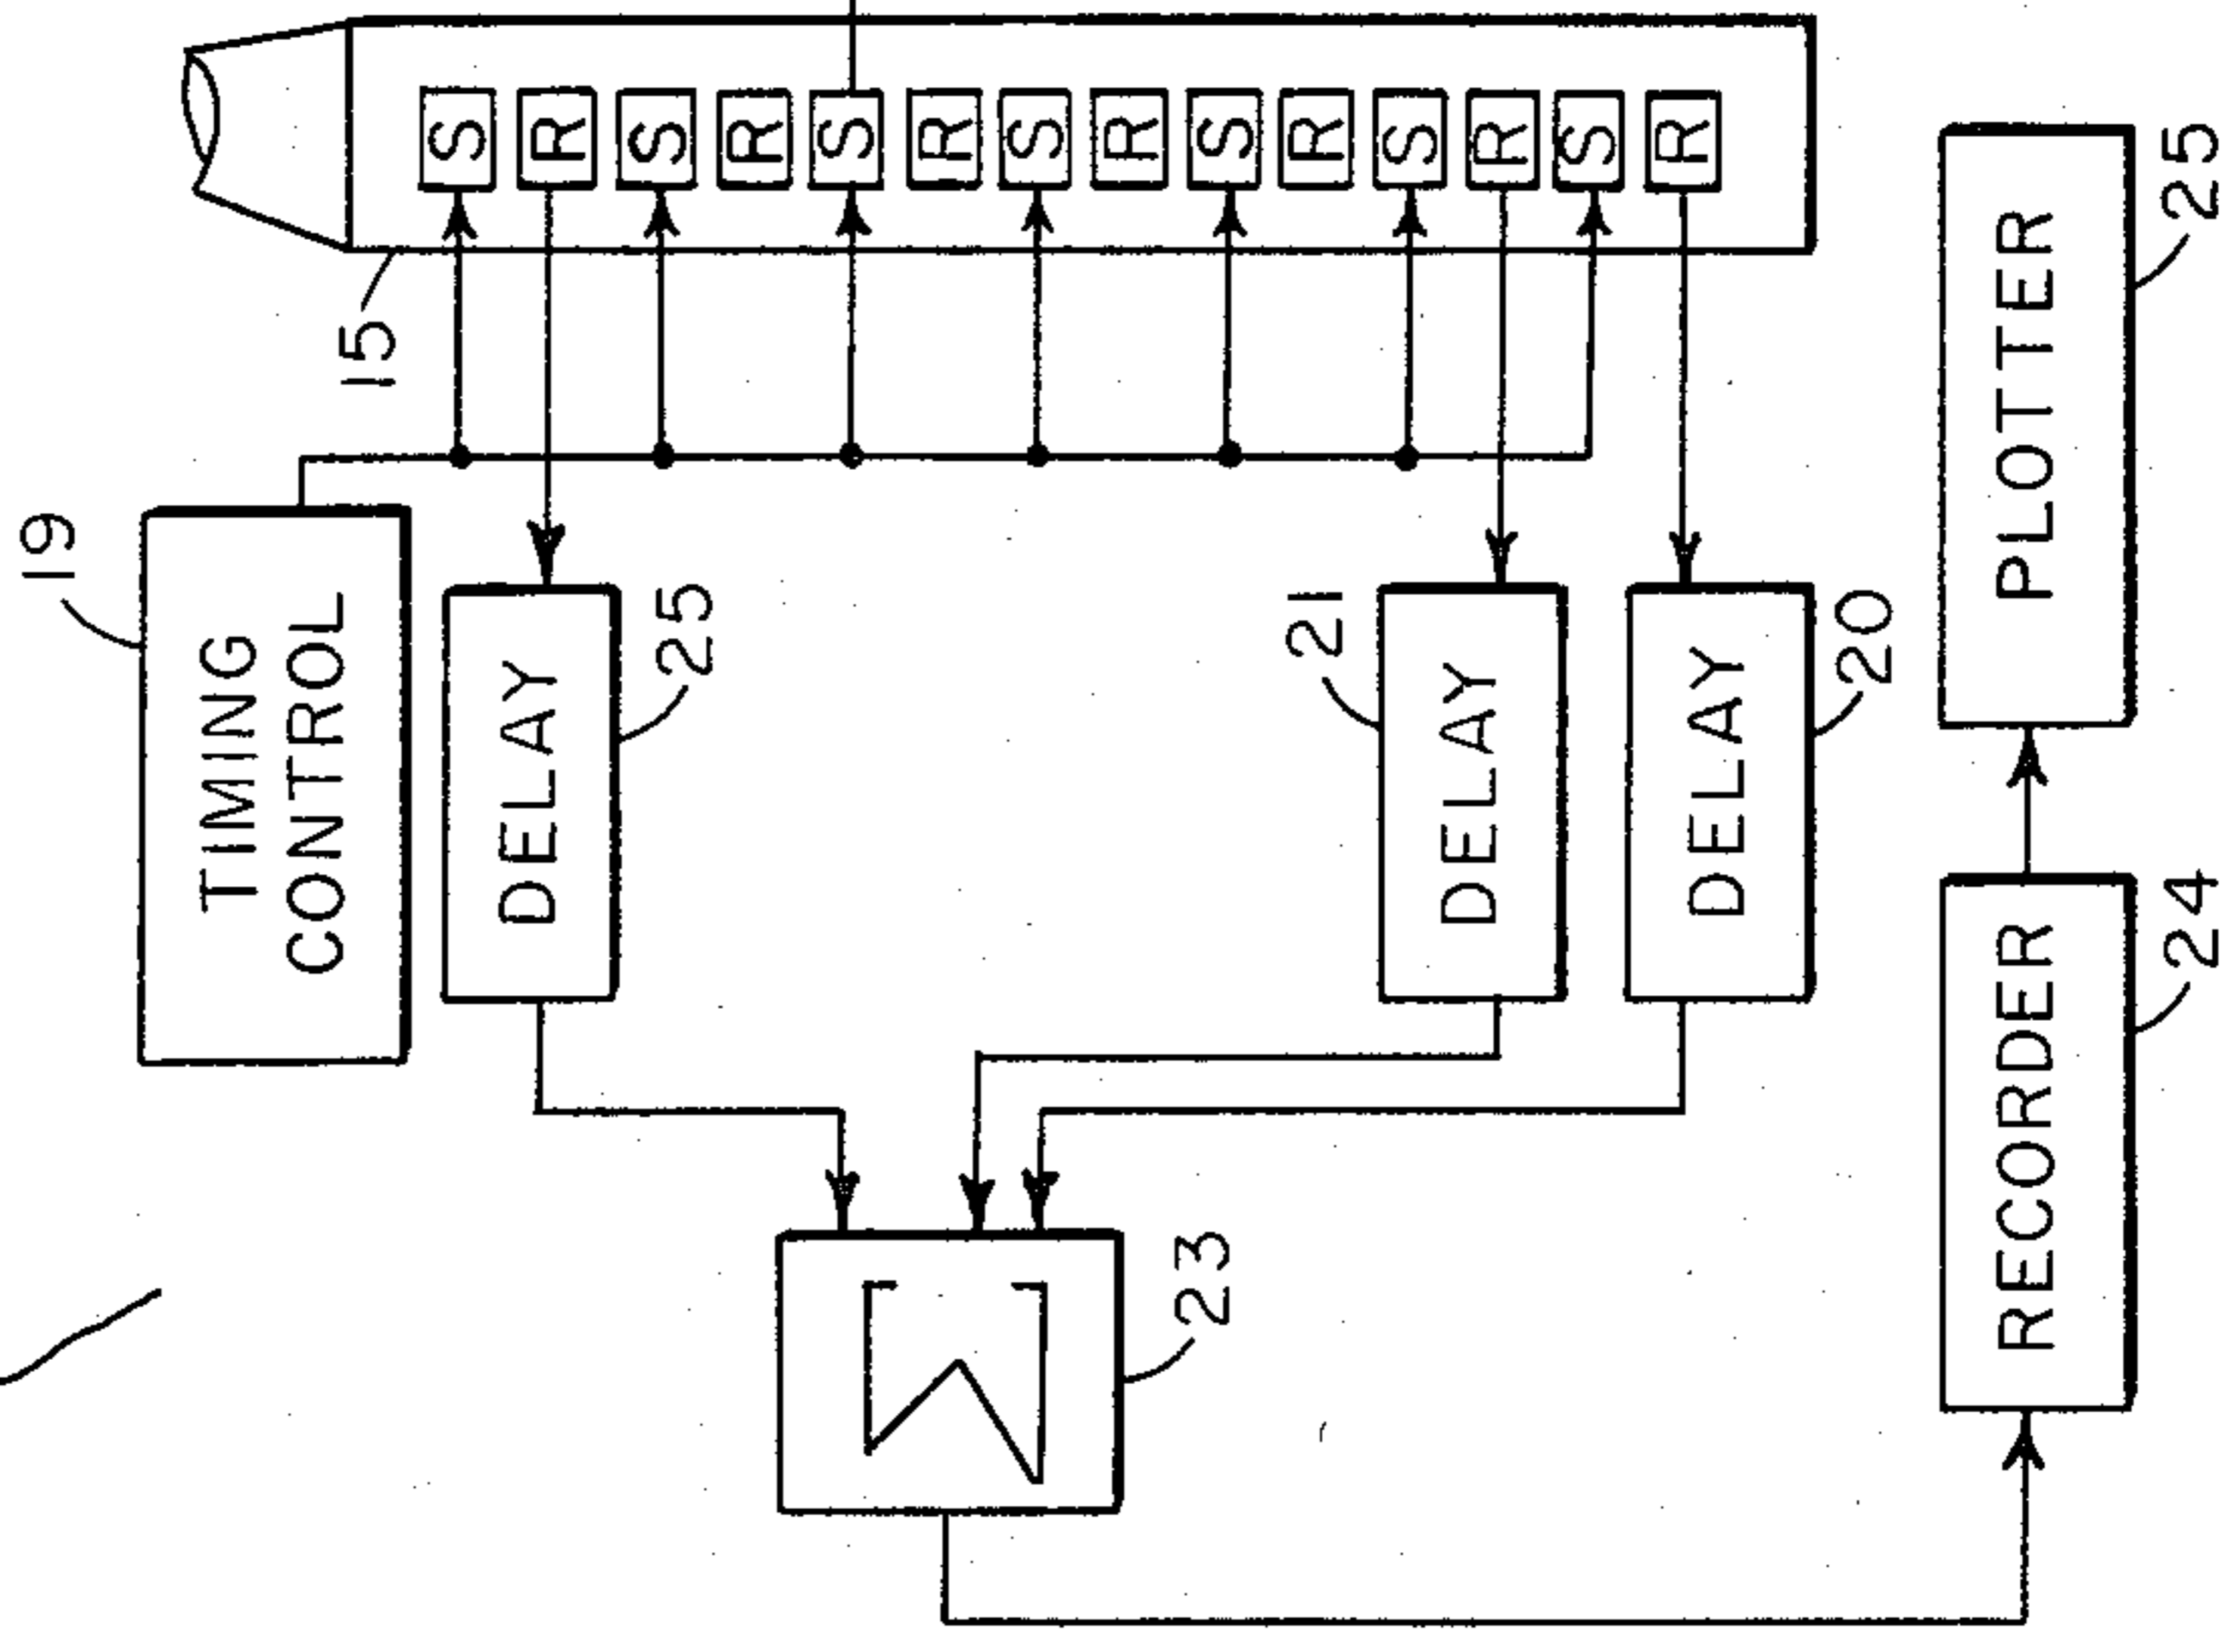 15
S
R
S
R
S
R
S
R
S
R
S
R
S
R
19
TIMING
CONTROL
DELAY
25
DELAY
21
DELAY
20
Σ
23
RECORDER
24
PLOTTER
25